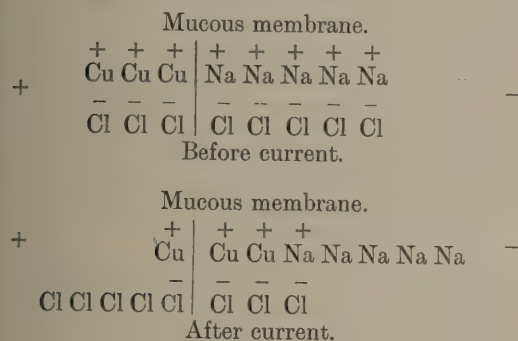 Mucous membrane.
+ + + + + + + +
Cu Cu Cu Na Na Na Na Na
+ −
− − − − − − − −
Cl Cl Cl Cl Cl Cl Cl Cl
Before current.
Mucous membrane.
+ + + + + −
Cu Cu Cu Na Na Na Na Na
− − − −
Cl Cl Cl Cl Cl Cl Cl Cl
After current.